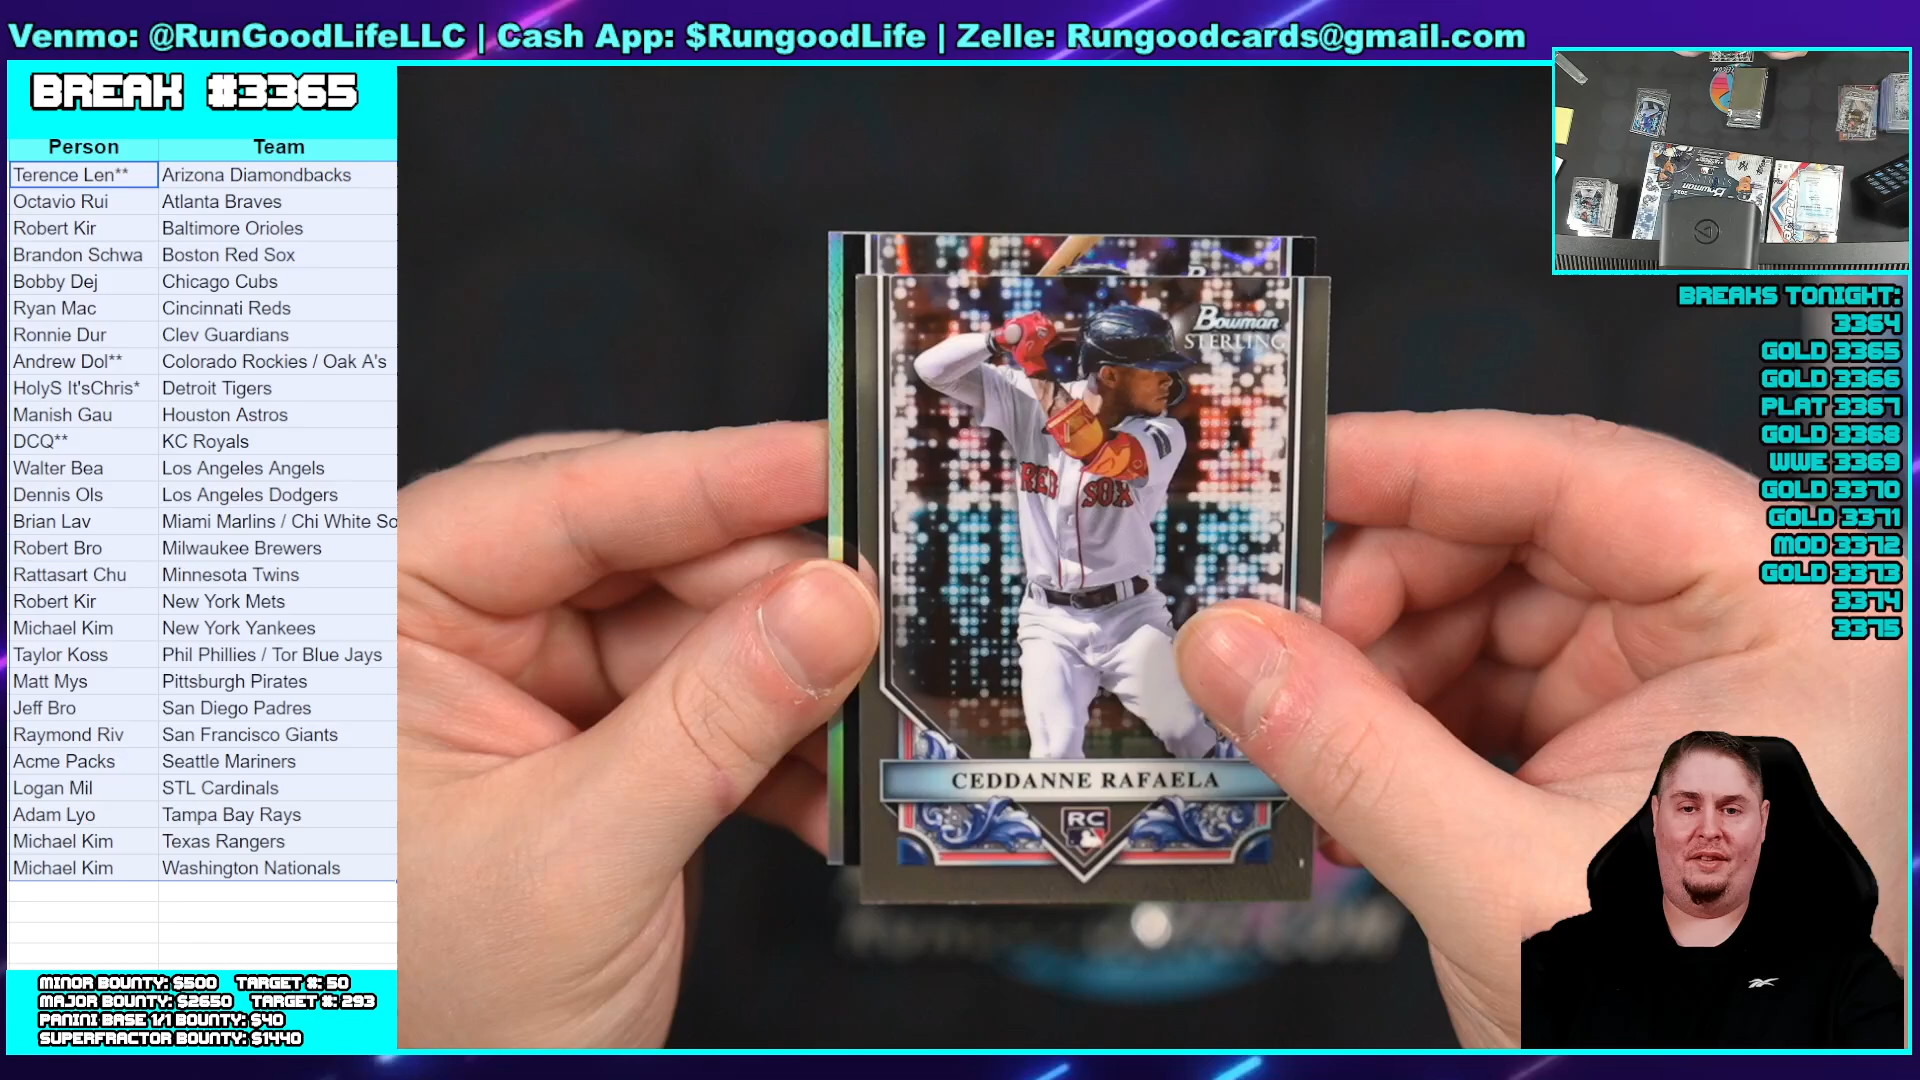 Venmo: @RunGoodLifeLLC | Cash App: $RungoodLife | Zelle: Rungoodcards@gmail.com
BREAK #3365
Person Team
Terence Len** Arizona Diamondbacks
Octavio Rui Atlanta Braves
Robert Kir Baltimore Orioles
Brandon Schwa Boston Red Sox
Bobby Dej Chicago Cubs
Ryan Mac Cincinnati Reds
Ronnie Dur Clev Guardians
Andrew Dol** Colorado Rockies / Oak A's
HolyS It'sChris* Detroit Tigers
Manish Gau Houston Astros
DCQ** KC Royals
Walter Bea Los Angeles Angels
Dennis Ols Los Angeles Dodgers
Brian Lav Miami Marlins / Chi White So
Robert Bro Milwaukee Brewers
Rattasart Chu Minnesota Twins
Robert Kir New York Mets
Michael Kim New York Yankees
Taylor Koss Phil Phillies / Tor Blue Jays
Matt Mys Pittsburgh Pirates
Jeff Bro San Diego Padres
Raymond Riv San Francisco Giants
Acme Packs Seattle Mariners
Logan Mil STL Cardinals
Adam Lyo Tampa Bay Rays
Michael Kim Texas Rangers
Michael Kim Washington Nationals
MINOR BOUNTY: $500 TARGET #: 50
MAJOR BOUNTY: $2650 TARGET #: 293
PANINI BASE 1/1 BOUNTY: $40
SUPERFRACTOR BOUNTY: $1440
Bowman
STERLING
RED SOX
CEDDANNE RAFAELA
RC
BREAKS TONIGHT:
3364
GOLD 3365
GOLD 3366
PLAT 3367
GOLD 3368
WWE 3369
GOLD 3370
GOLD 3371
MOD 3372
GOLD 3373
3374
3375